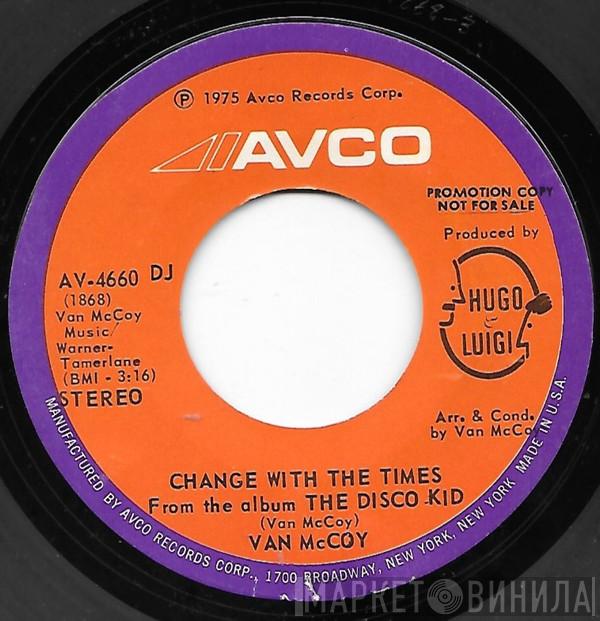 ℗ 1975 Avco Records Corp.
AVCO
PROMOTION COPY
NOT FOR SALE
Produced by
HUGO
&
LUIGI
AV-4660 DJ
(1868)
Van McCoy
Music/
Warner-
Tamerlane
(BMI - 3:16)
STEREO
Arr. & Cond.
by Van McCo
CHANGE WITH THE TIMES
From the album THE DISCO KID
(Van McCoy)
VAN McCOY
MANUFACTURED BY AVCO RECORDS CORP., 1700 BROADWAY, NEW YORK, NEW YORK MADE IN U.S.A.
МАРКЕТ ВИНИЛА